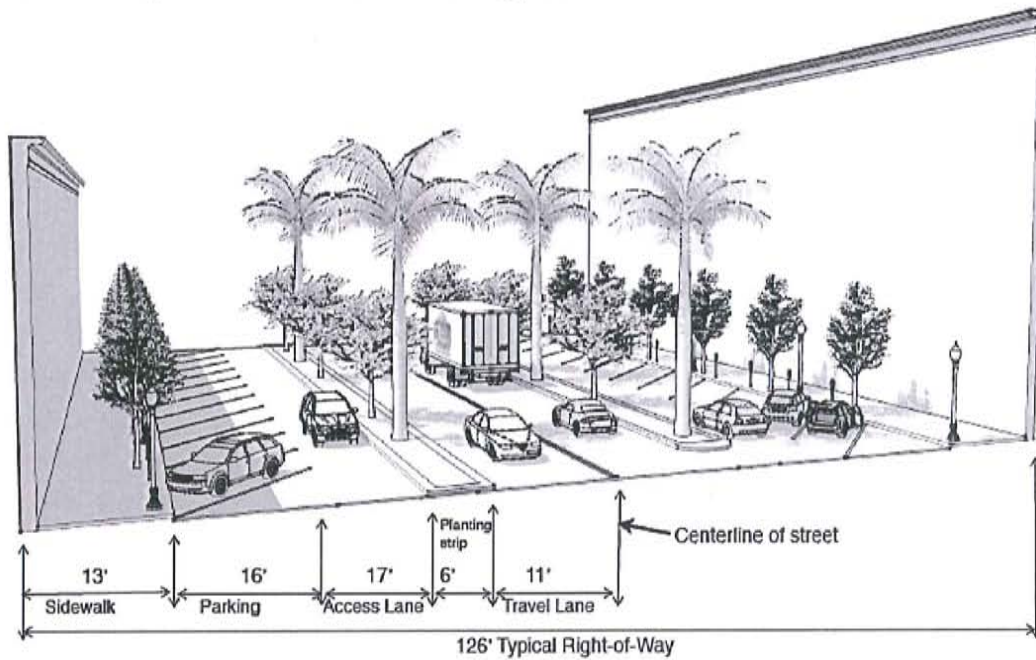 Planting
strip
Centerline of street
13' 16' 17' 6' 11'
Sidewalk Parking Access Lane Travel Lane
126' Typical Right-of-Way